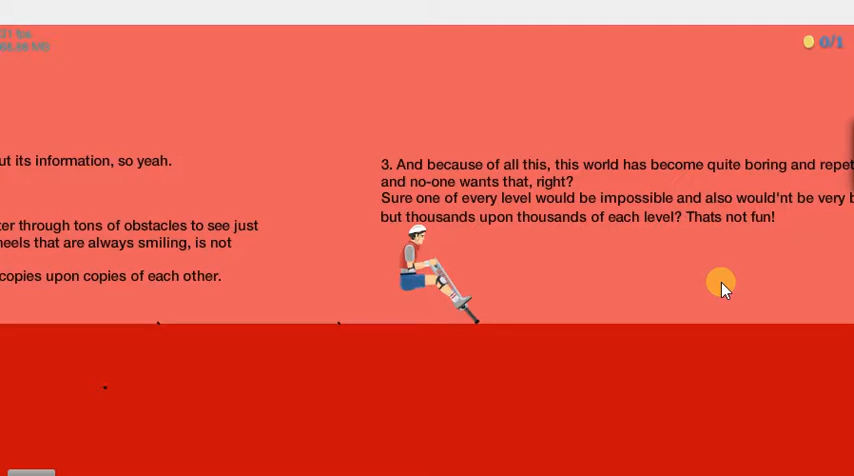 21 fps
0/1
ut its information, so yeah.
ter through tons of obstacles to see just
heels that are always smiling, is not
copies upon copies of each other.
3. And because of all this, this world has become quite boring and repet
and no-one wants that, right?
Sure one of every level would be impossible and also would'nt be very b
but thousands upon thousands of each level? Thats not fun!